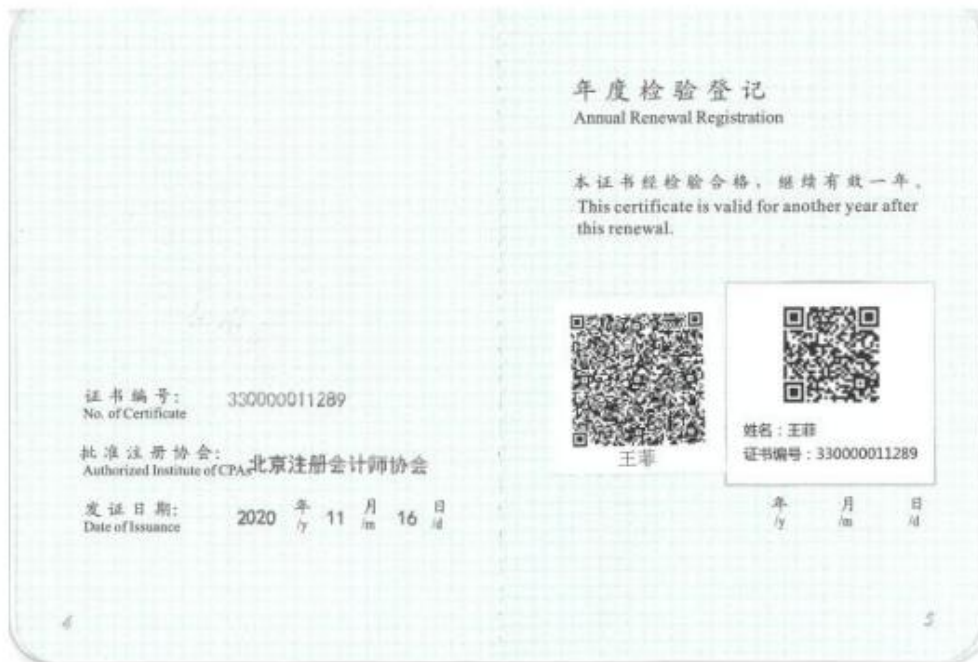 证书编号: 330000011289
No. of Certificate
批准注册协会: 北京注册会计师协会
Authorized Institute of CPAs
发证日期: 2020 年 11 月 16 日
Date of Issuance /y /m /d
6
年度检验登记
Annual Renewal Registration
本证书经检验合格，继续有效一年。
This certificate is valid for another year after
this renewal.
王菲
姓名：王菲
证书编号：330000011289
年 月 日
/y /m /d
5